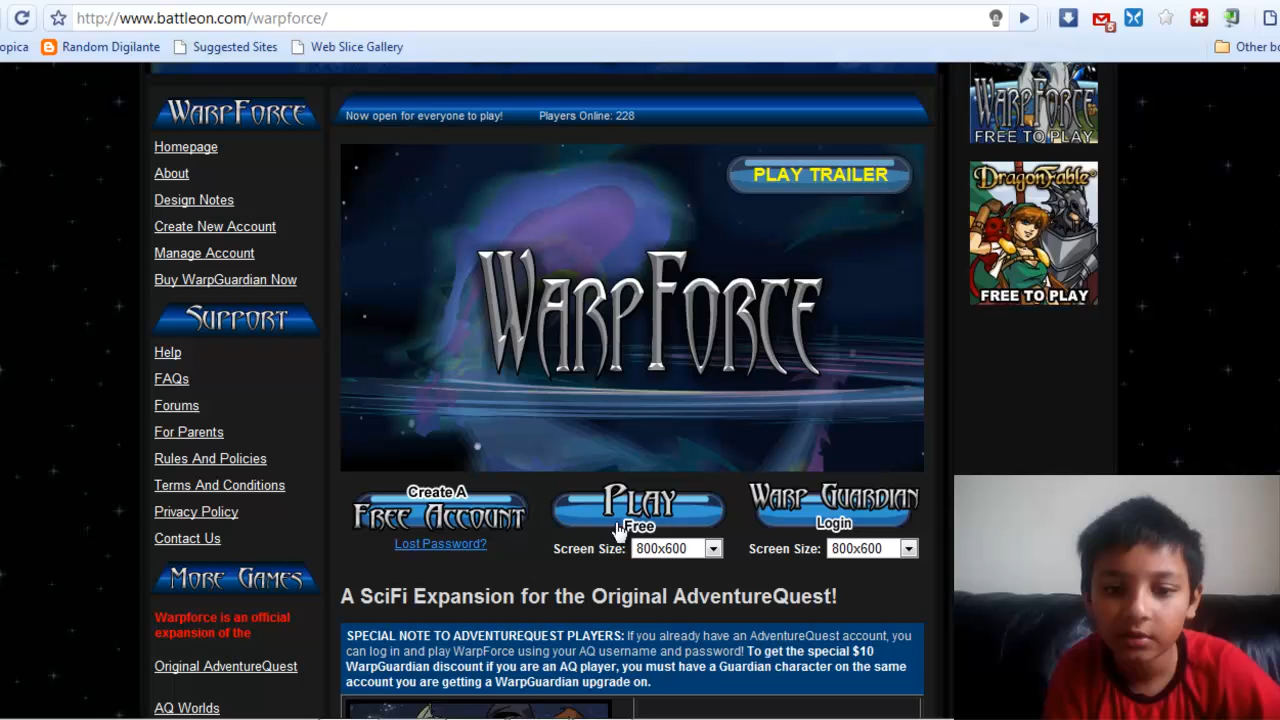 http://www.battleon.com/warpforce/
5
opica
Random Digilante
Suggested Sites
Web Slice Gallery
Other bo
WARPFORCE
Homepage
About
Design Notes
Create New Account
Manage Account
Buy WarpGuardian Now
SUPPORT
Help
FAQs
Forums
For Parents
Rules And Policies
Terms And Conditions
Privacy Policy
Contact Us
MORE GAMES
Warpforce is an official
expansion of the
Original AdventureQuest
AQ Worlds
Now open for everyone to play!
Players Online: 228
PLAY TRAILER
WARPFORCE
Create A
FREE ACCOUNT
Lost Password?
PLAY
Free
Screen Size: 800x600
WARP GUARDIAN
Login
Screen Size: 800x600
A SciFi Expansion for the Original AdventureQuest!
SPECIAL NOTE TO ADVENTUREQUEST PLAYERS: If you already have an AdventureQuest account, you
can log in and play WarpForce using your AQ username and password! To get the special $10
WarpGuardian discount if you are an AQ player, you must have a Guardian character on the same
account you are getting a WarpGuardian upgrade on.
WARPFORCE
FREE TO PLAY
DRAGONFABLE
FREE TO PLAY